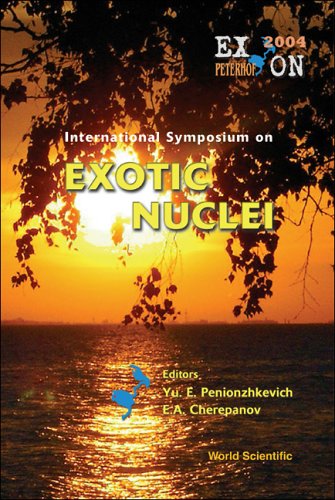 EX 2004
PETERHOF ON
International Symposium on
EXOTIC
NUCLEI
Editors
Yu. E. Penionzhkevich
E.A. Cherepanov
World Scientific